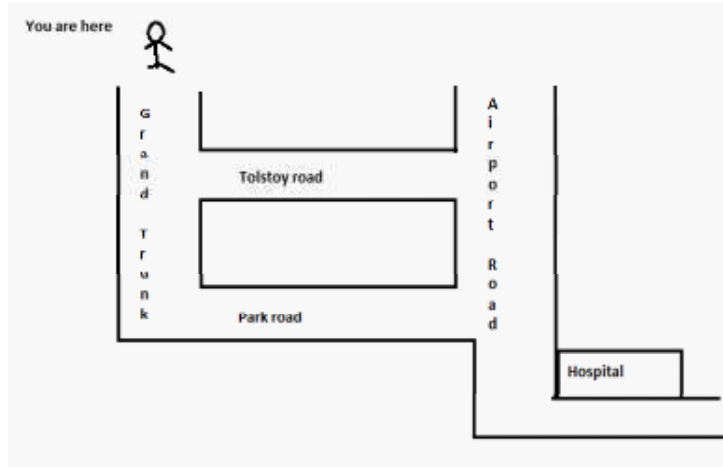 You are here
Grand Trunk
Airport Road
Tolstoy road
Park road
Hospital